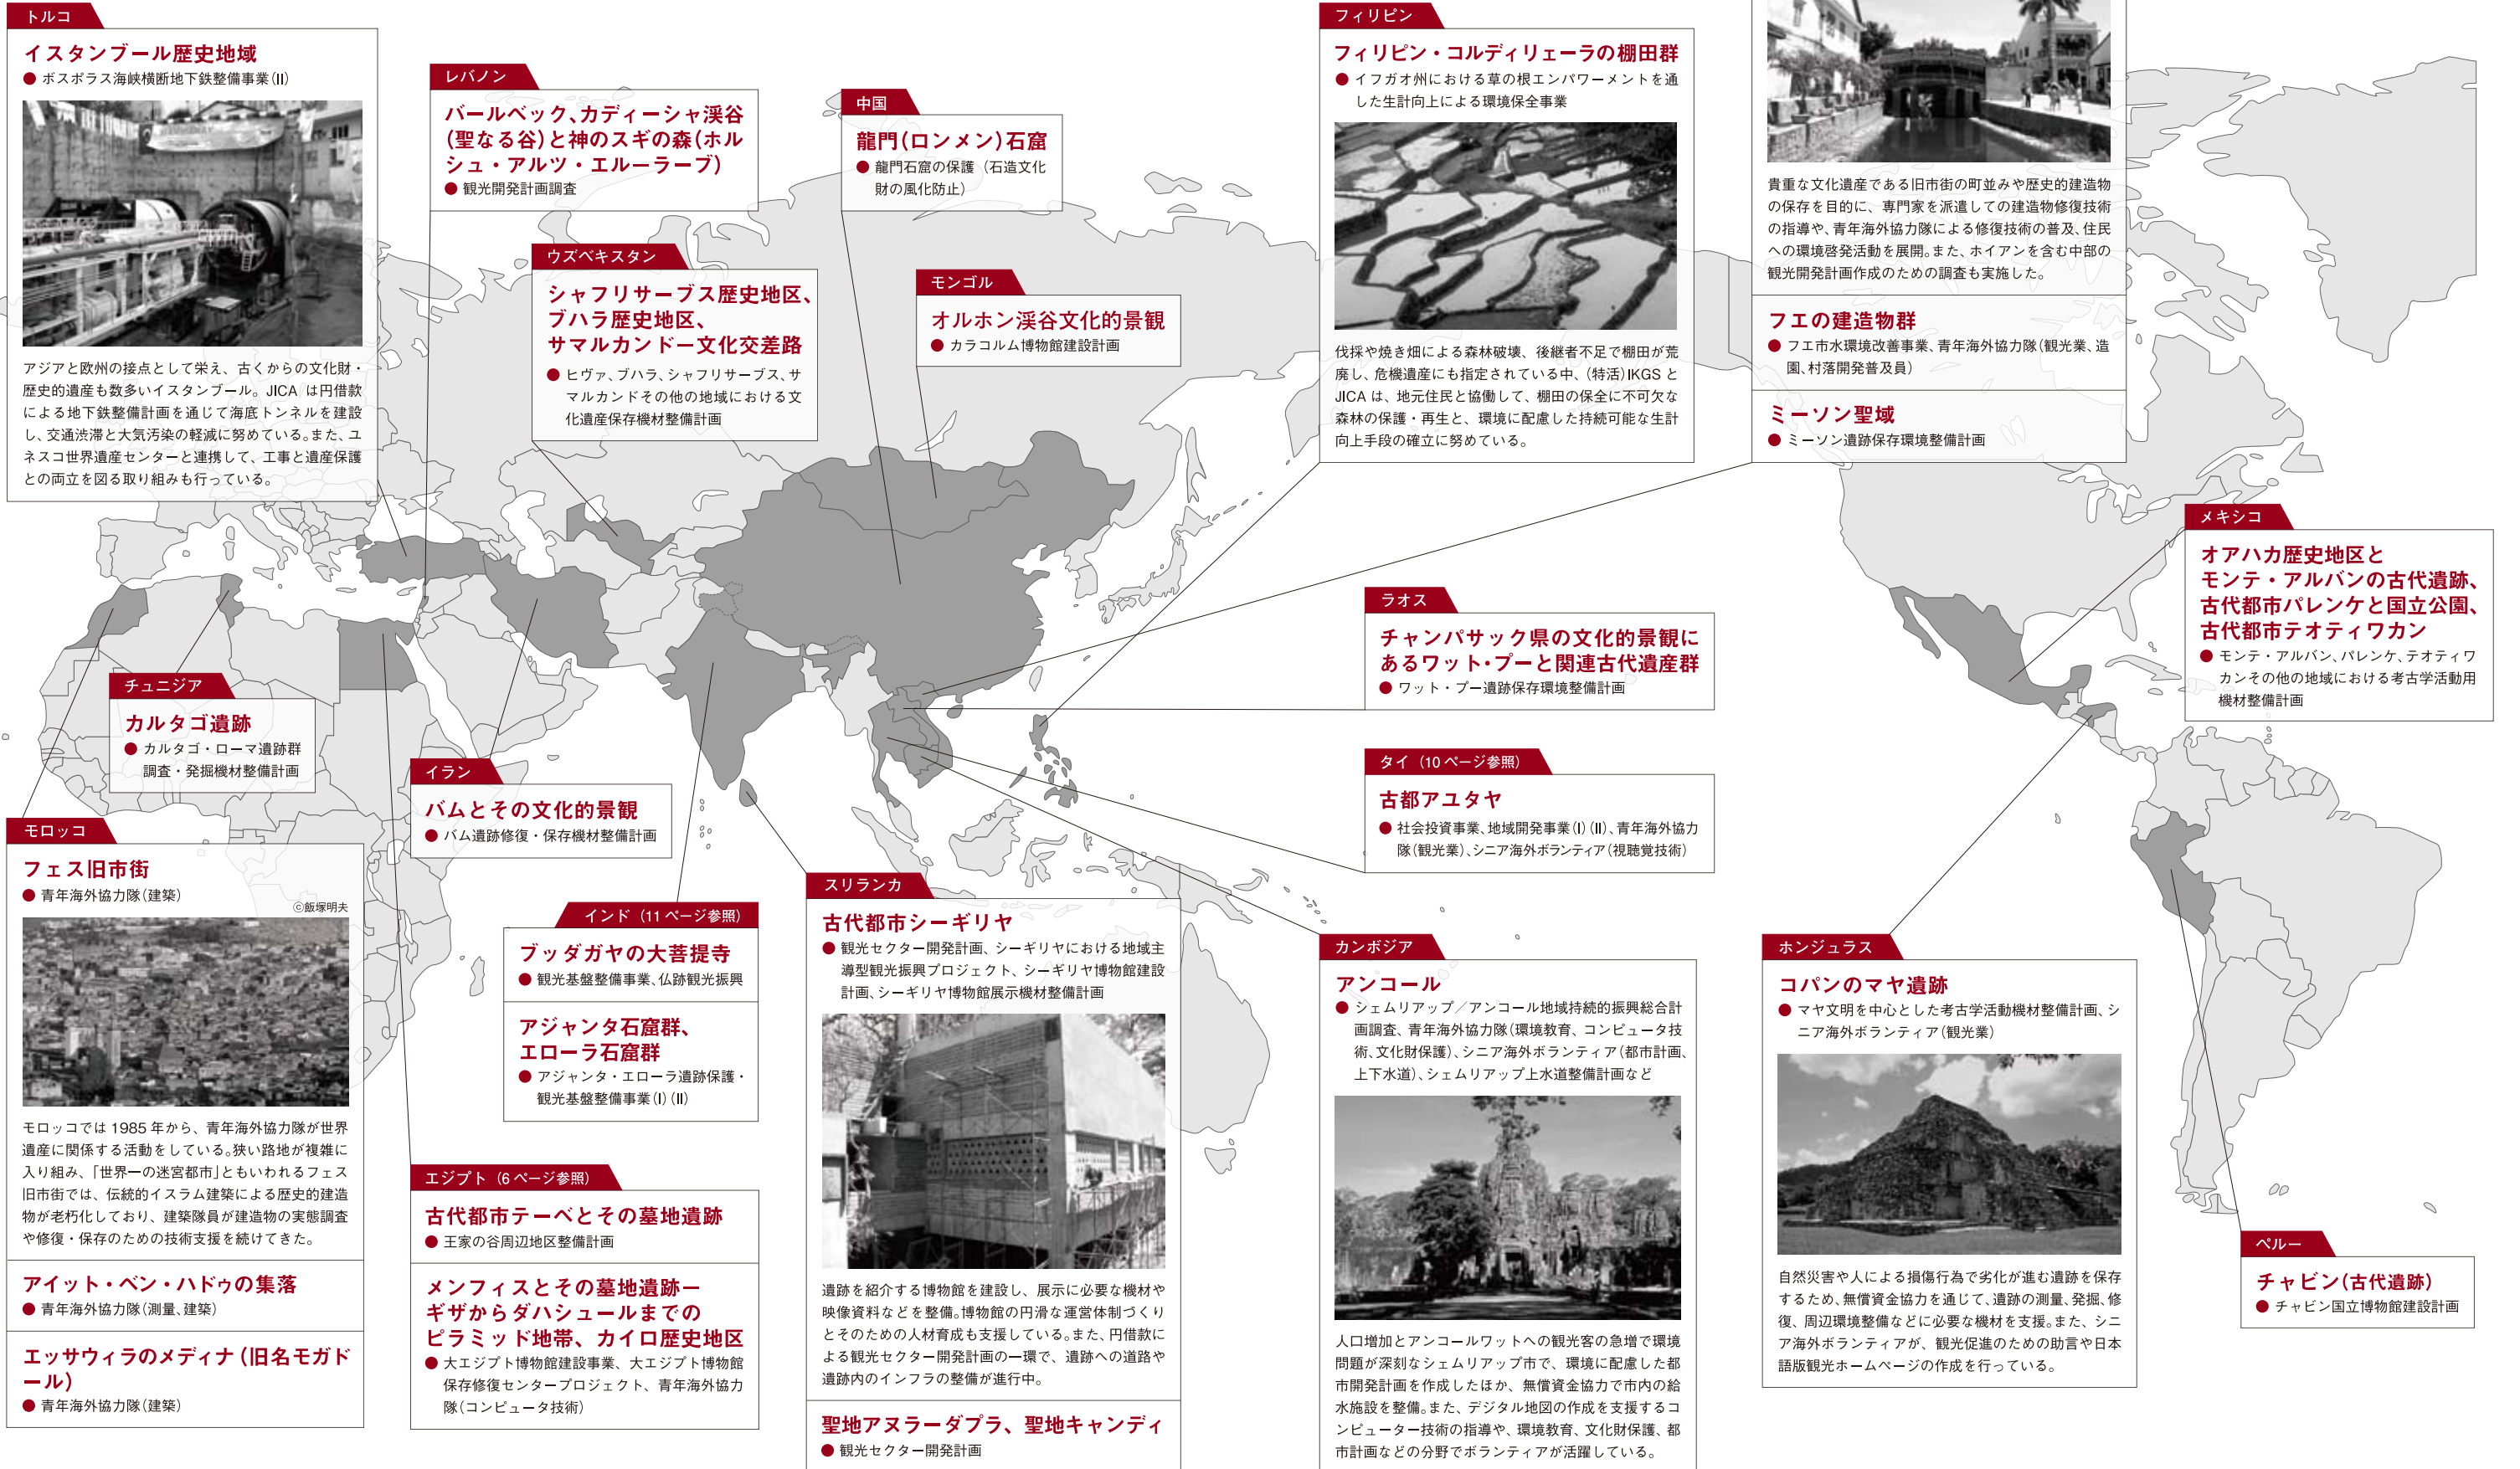 トルコ
イスタンブール歴史地域
● ボスポラス海峡横断地下鉄整備事業(II)
アジアと欧州の接点として栄え、古くからの文化財・
歴史的遺産も数多いイスタンブール。JICA は円借款
による地下鉄整備計画を通じて海底トンネルを建設
し、交通渋滞と大気汚染の軽減に努めている。また、ユ
ネスコ世界遺産センターと連携して、工事と遺産保護
との両立を図る取り組みも行っている。
レバノン
バールベック、カディーシャ渓谷
(聖なる谷)と神のスギの森(ホル
シュ・アルツ・エルーラーブ)
● 観光開発計画調査
中国
龍門(ロンメン)石窟
● 龍門石窟の保護（石造文化
財の風化防止）
ウズベキスタン
シャフリサーブス歴史地区、
ブハラ歴史地区、
サマルカンドー文化交差路
● ヒヴァ、ブハラ、シャフリサーブス、サ
マルカンドその他の地域における文
化遺産保存機材整備計画
モンゴル
オルホン渓谷文化的景観
● カラコルム博物館建設計画
フィリピン
フィリピン・コルディリェーラの棚田群
● イフガオ州における草の根エンパワーメントを通
した生計向上による環境保全事業
伐採や焼き畑による森林破壊、後継者不足で棚田が荒
廃し、危機遺産にも指定されている中、(特活)IKGS と
JICA は、地元住民と協働して、棚田の保全に不可欠な
森林の保護・再生と、環境に配慮した持続可能な生計
向上手段の確立に努めている。
貴重な文化遺産である旧市街の町並みや歴史的建造物
の保存を目的に、専門家を派遣しての建造物修復技術
の指導や、青年海外協力隊による修復技術の普及、住民
への環境啓発活動を展開。また、ホイアンを含む中部の
観光開発計画作成のための調査も実施した。
フエの建造物群
● フエ市水環境改善事業、青年海外協力隊(観光業、造
園、村落開発普及員)
ミーソン聖域
● ミーソン遺跡保存環境整備計画
メキシコ
オアハカ歴史地区と
モンテ・アルバンの古代遺跡、
古代都市パレンケと国立公園、
古代都市テオティワカン
● モンテ・アルバン、パレンケ、テオティワ
カンその他の地域における考古学活動用
機材整備計画
ラオス
チャンパサック県の文化的景観に
あるワット・プーと関連古代遺産群
● ワット・プー遺跡保存環境整備計画
タイ（10 ページ参照）
古都アユタヤ
● 社会投資事業、地域開発事業(I)(II)、青年海外協力
隊(観光業)、シニア海外ボランティア(視聴覚技術)
チュニジア
カルタゴ遺跡
● カルタゴ・ローマ遺跡群
調査・発掘機材整備計画
イラン
バムとその文化的景観
● バム遺跡修復・保存機材整備計画
モロッコ
フェス旧市街
● 青年海外協力隊(建築)
©飯塚明夫
モロッコでは 1985 年から、青年海外協力隊が世界
遺産に関係する活動をしている。狭い路地が複雑に
入り組み、「世界一の迷宮都市」ともいわれるフェス
旧市街では、伝統的イスラム建築による歴史的建造
物が老朽化しており、建築隊員が建造物の実態調査
や修復・保存のための技術支援を続けてきた。
アイット・ベン・ハドゥの集落
● 青年海外協力隊(測量、建築)
エッサウィラのメディナ（旧名モガド
ール）
● 青年海外協力隊(建築)
インド（11 ページ参照）
ブッダガヤの大菩提寺
● 観光基盤整備事業、仏跡観光振興
アジャンタ石窟群、
エローラ石窟群
● アジャンタ・エローラ遺跡保護・
観光基盤整備事業(I)(II)
エジプト（6 ページ参照）
古代都市テーベとその墓地遺跡
● 王家の谷周辺地区整備計画
メンフィスとその墓地遺跡ー
ギザからダハシュールまでの
ピラミッド地帯、カイロ歴史地区
● 大エジプト博物館建設事業、大エジプト博物館
保存修復センタープロジェクト、青年海外協力
隊(コンピュータ技術)
スリランカ
古代都市シーギリヤ
● 観光セクター開発計画、シーギリヤにおける地域主
導型観光振興プロジェクト、シーギリヤ博物館建設
計画、シーギリヤ博物館展示機材整備計画
遺跡を紹介する博物館を建設し、展示に必要な機材や
映像資料などを整備。博物館の円滑な運営体制づくり
とそのための人材育成も支援している。また、円借款に
よる観光セクター開発計画の一環で、遺跡への道路や
遺跡内のインフラの整備が進行中。
聖地アヌラーダプラ、聖地キャンディ
● 観光セクター開発計画
カンボジア
アンコール
● シェムリアップ／アンコール地域持続的振興総合計
画調査、青年海外協力隊(環境教育、コンピュータ技
術、文化財保護)、シニア海外ボランティア(都市計画、
上下水道)、シェムリアップ上水道整備計画など
人口増加とアンコールワットへの観光客の急増で環境
問題が深刻なシェムリアップ市で、環境に配慮した都
市開発計画を作成したほか、無償資金協力で市内の給
水施設を整備。また、デジタル地図の作成を支援するコ
ンピューター技術の指導や、環境教育、文化財保護、都
市計画などの分野でボランティアが活躍している。
ホンジュラス
コパンのマヤ遺跡
● マヤ文明を中心とした考古学活動機材整備計画、シ
ニア海外ボランティア(観光業)
自然災害や人による損傷行為で劣化が進む遺跡を保存
するため、無償資金協力を通じて、遺跡の測量、発掘、修
復、周辺環境整備などに必要な機材を支援。また、シニ
ア海外ボランティアが、観光促進のための助言や日本
語版観光ホームページの作成を行っている。
ペルー
チャビン(古代遺跡)
● チャビン国立博物館建設計画